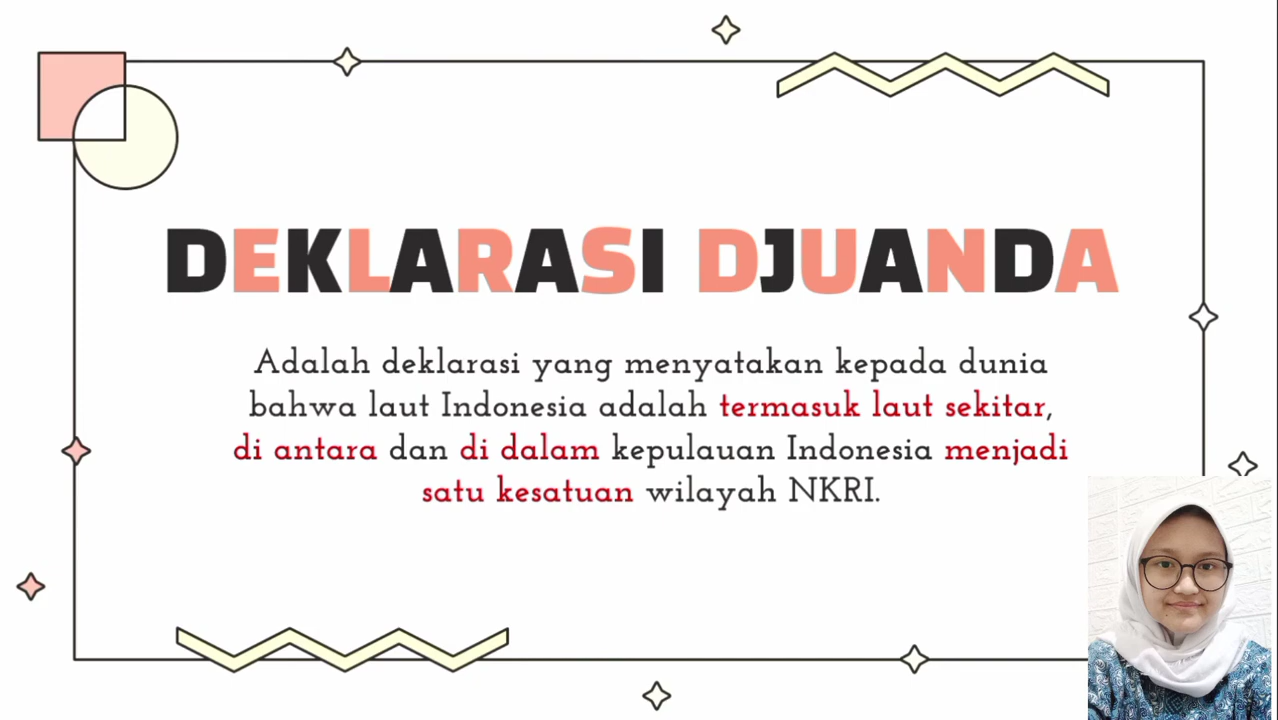 DEKLARASI DJUANDA
Adalah deklarasi yang menyatakan kepada dunia
bahwa laut Indonesia adalah termasuk laut sekitar,
di antara dan di dalam kepulauan Indonesia menjadi
satu kesatuan wilayah NKRI.